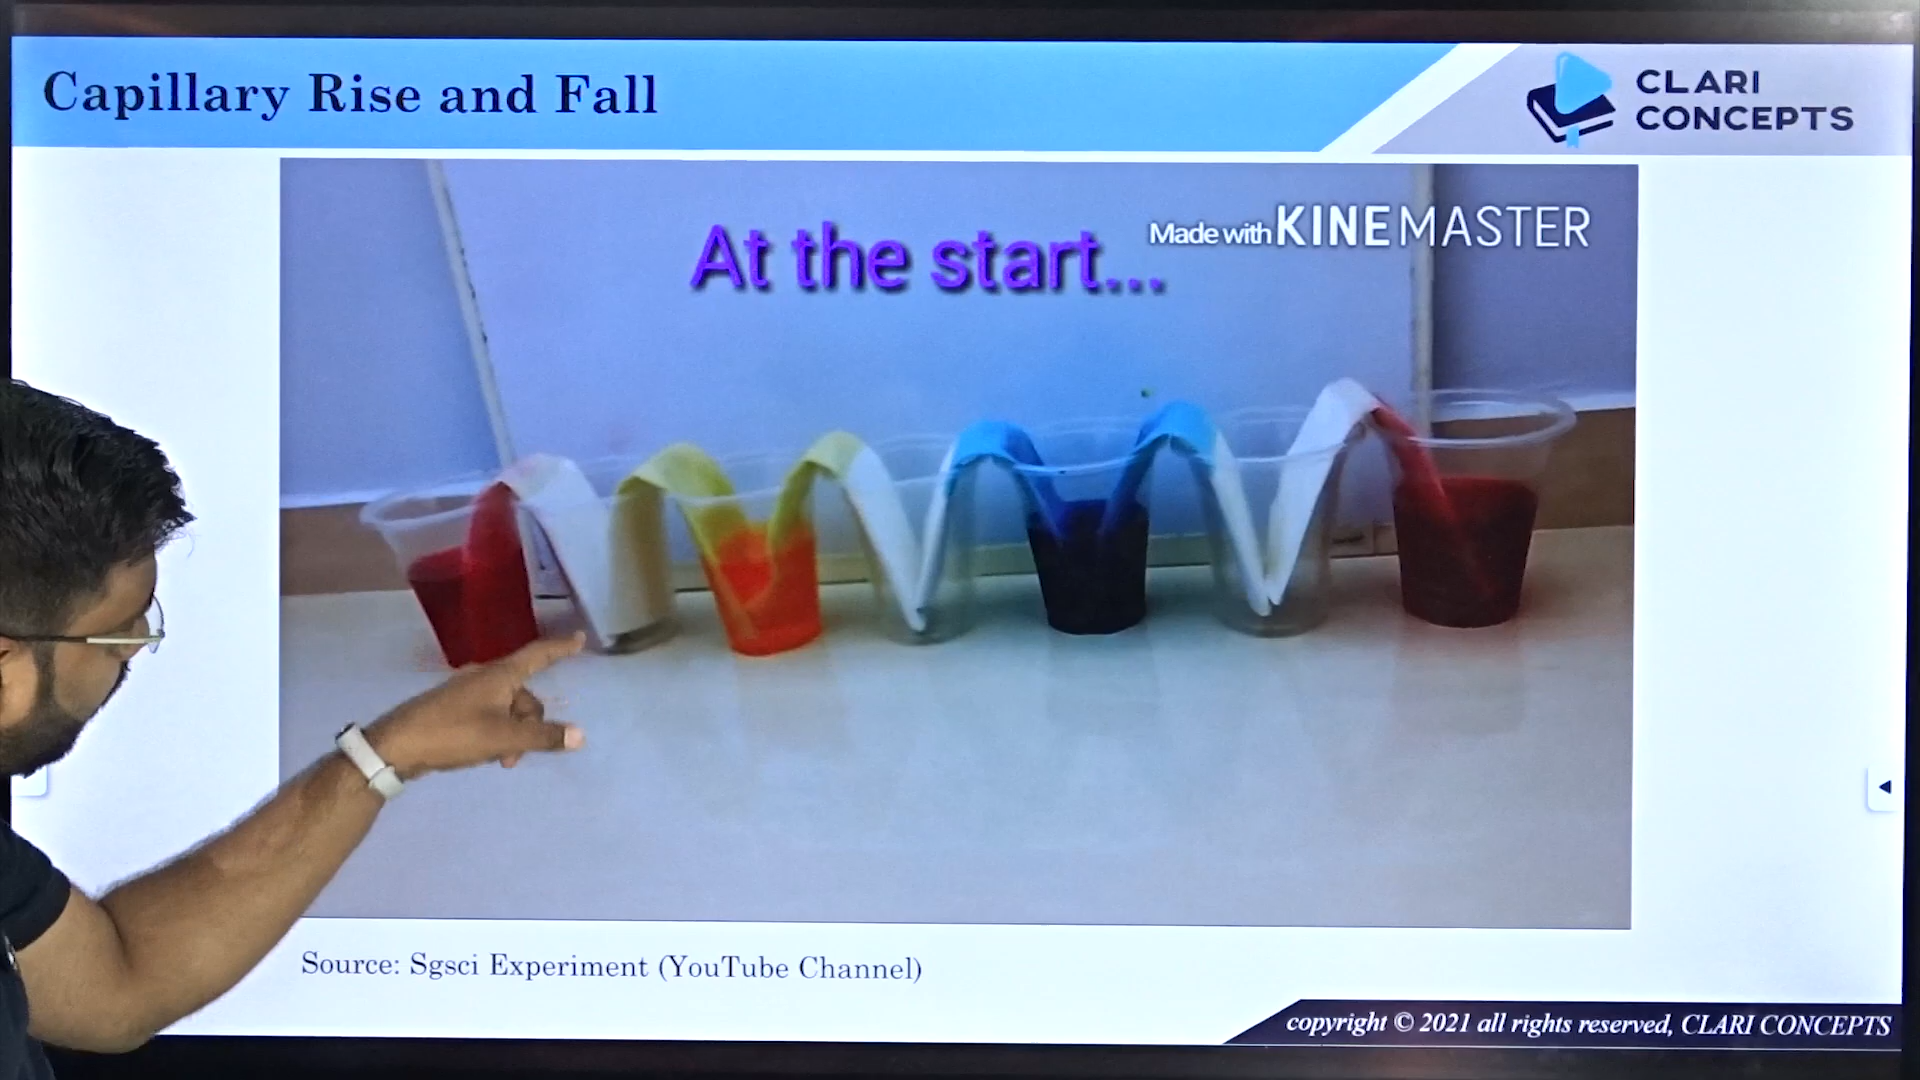 Capillary Rise and Fall
CLARI
CONCEPTS
At the start...
Made with KINEMASTER
Source: Sgsci Experiment (YouTube Channel)
copyright © 2021 all rights reserved, CLARI CONCEPTS